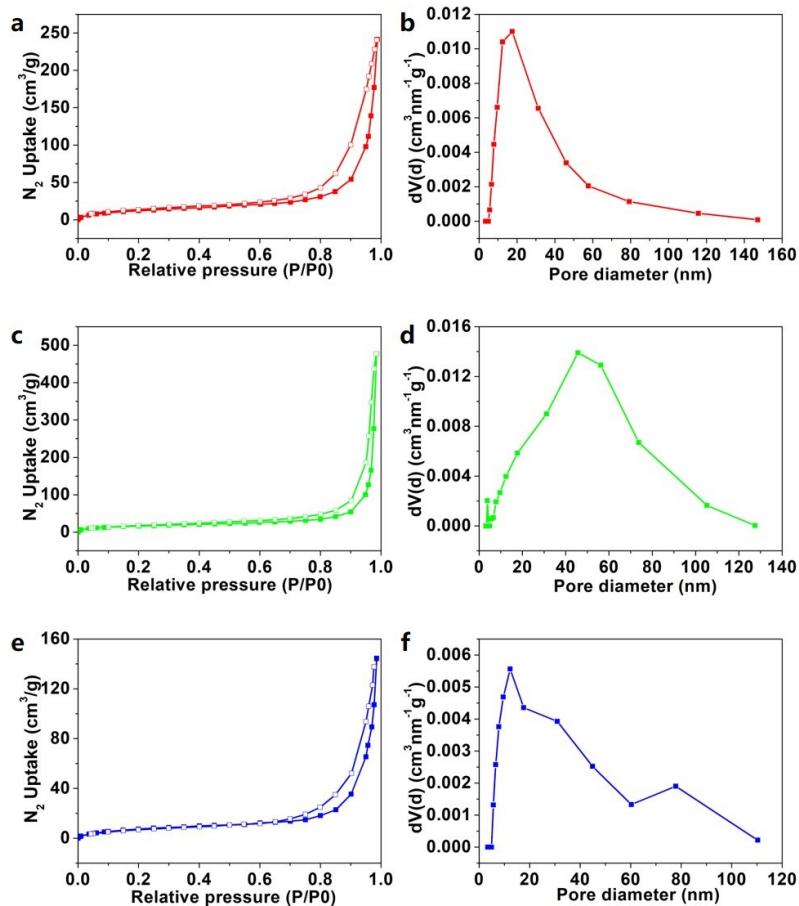 a
N₂ Uptake (cm³/g)
250
200
150
100
50
0
0.0 0.2 0.4 0.6 0.8 1.0
Relative pressure (P/P0)
b
dV(d) (cm³nm⁻¹g⁻¹)
0.012
0.010
0.008
0.006
0.004
0.002
0.000
0 20 40 60 80 100 120 140 160
Pore diameter (nm)
c
N₂ Uptake (cm³/g)
500
400
300
200
100
0
0.0 0.2 0.4 0.6 0.8 1.0
Relative pressure (P/P0)
d
dV(d) (cm³nm⁻¹g⁻¹)
0.016
0.012
0.008
0.004
0.000
0 20 40 60 80 100 120 140
Pore diameter (nm)
e
N₂ Uptake (cm³/g)
160
120
80
40
0
0.0 0.2 0.4 0.6 0.8 1.0
Relative pressure (P/P0)
f
dV(d) (cm³nm⁻¹g⁻¹)
0.006
0.005
0.004
0.003
0.002
0.001
0.000
0 20 40 60 80 100 120
Pore diameter (nm)